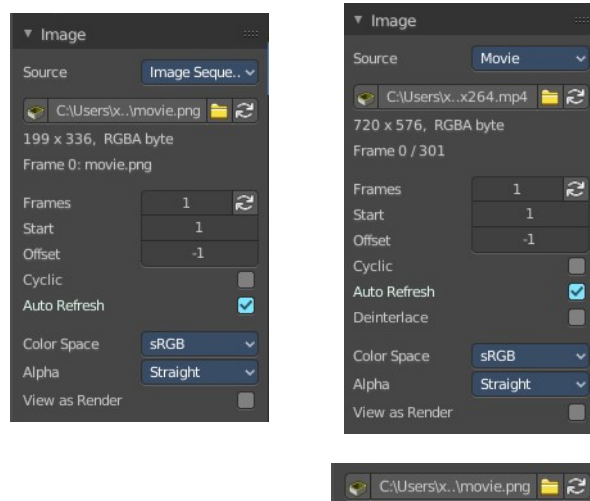 Image
Source Image Seque..
C:\Users\x..\movie.png
199 x 336, RGBA byte
Frame 0: movie.png
Frames 1
Start 1
Offset -1
Cyclic
Auto Refresh
Color Space sRGB
Alpha Straight
View as Render
Image
Source Movie
C:\Users\x..x264.mp4
720 x 576, RGBA byte
Frame 0 / 301
Frames 1
Start 1
Offset -1
Cyclic
Auto Refresh
Deinterlace
Color Space sRGB
Alpha Straight
View as Render
C:\Users\x..\movie.png